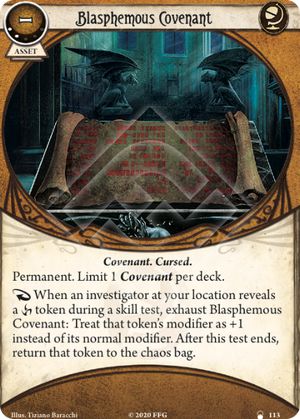 Blasphemous Covenant
ASSET
Covenant. Cursed.
Permanent. Limit 1 Covenant per deck.
When an investigator at your location reveals
a token during a skill test, exhaust Blasphemous
Covenant: Treat that token's modifier as +1
instead of its normal modifier. After this test ends,
return that token to the chaos bag.
Illus. Tiziano Baracchi
© 2020 FFG
113